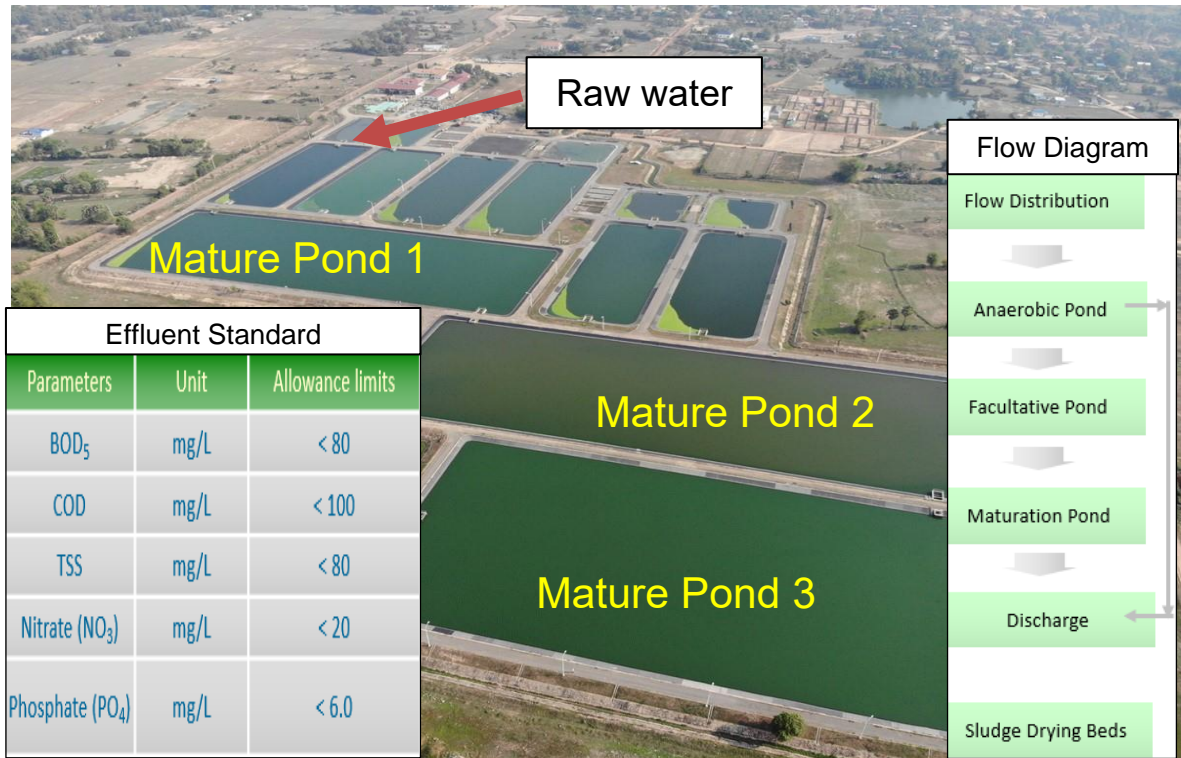 Raw water
Mature Pond 1
Mature Pond 2
Mature Pond 3
Effluent Standard
Parameters Unit Allowance limits
BOD₅ mg/L < 80
COD mg/L < 100
TSS mg/L < 80
Nitrate (NO₃) mg/L < 20
Phosphate (PO₄) mg/L < 6.0
Flow Diagram
Flow Distribution
Anaerobic Pond
Facultative Pond
Maturation Pond
Discharge
Sludge Drying Beds